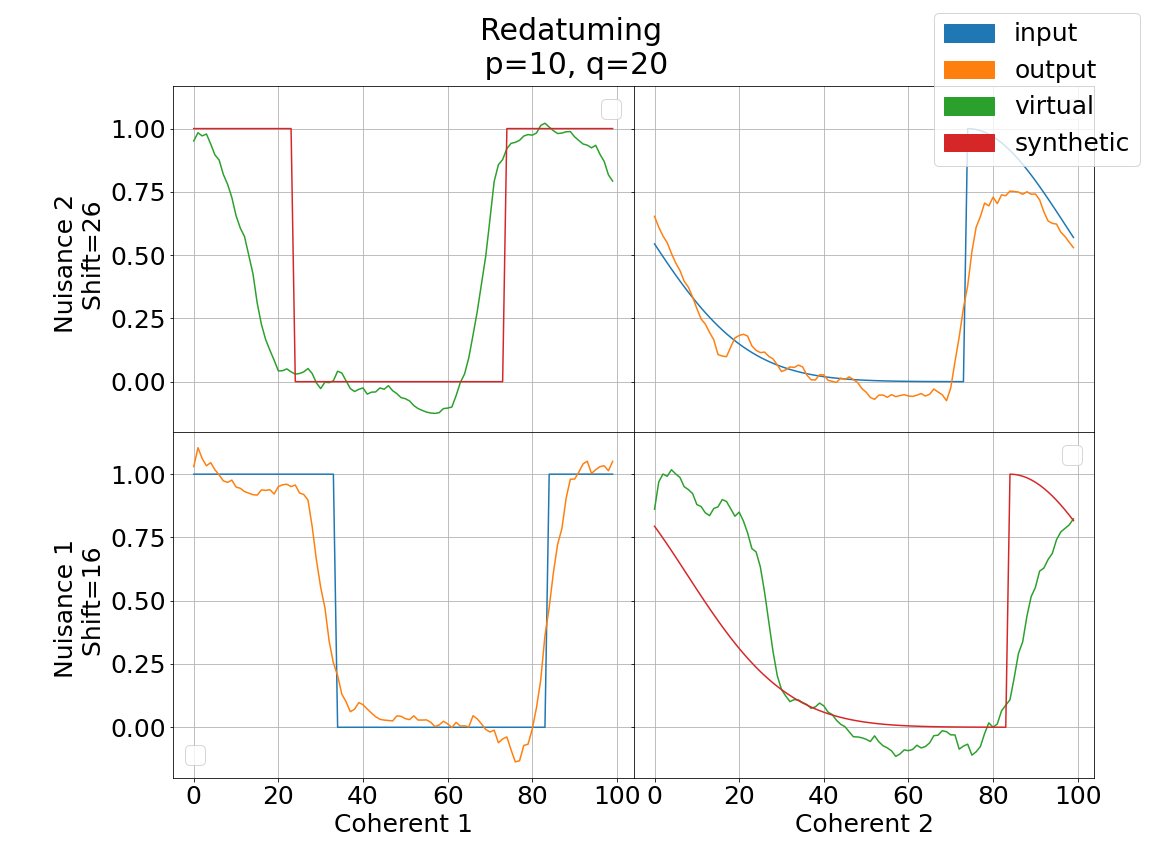 Redatuming
p=10, q=20
input
output
virtual
synthetic
Nuisance 2
Shift=26
1.00
0.75
0.50
0.25
0.00
Nuisance 1
Shift=16
1.00
0.75
0.50
0.25
0.00
0 20 40 60 80 100
0 20 40 60 80 100
Coherent 1
Coherent 2